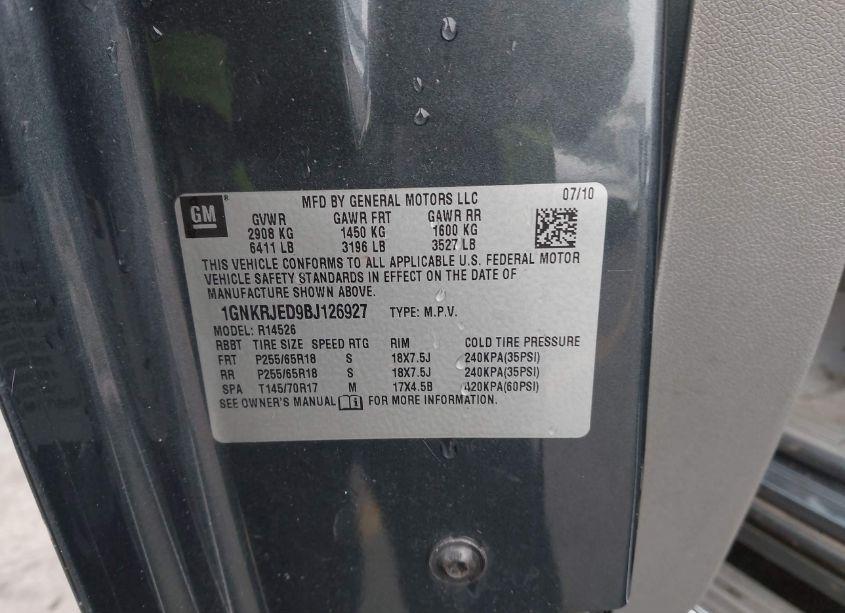 GM ®
MFD BY GENERAL MOTORS LLC 07/10
GVWR GAWR FRT GAWR RR
2908 KG 1450 KG 1600 KG
6411 LB 3196 LB 3527 LB
THIS VEHICLE CONFORMS TO ALL APPLICABLE U.S. FEDERAL MOTOR
VEHICLE SAFETY STANDARDS IN EFFECT ON THE DATE OF
MANUFACTURE SHOWN ABOVE.
1GNKRJED9BJ126927 TYPE: M.P.V.
MODEL: R14526
RBBT TIRE SIZE SPEED RTG RIM COLD TIRE PRESSURE
FRT P255/65R18 S 18X7.5J 240KPA(35PSI)
RR P255/65R18 S 18X7.5J 240KPA(35PSI)
SPA T145/70R17 M 17X4.5B 420KPA(60PSI)
SEE OWNER'S MANUAL FOR MORE INFORMATION.